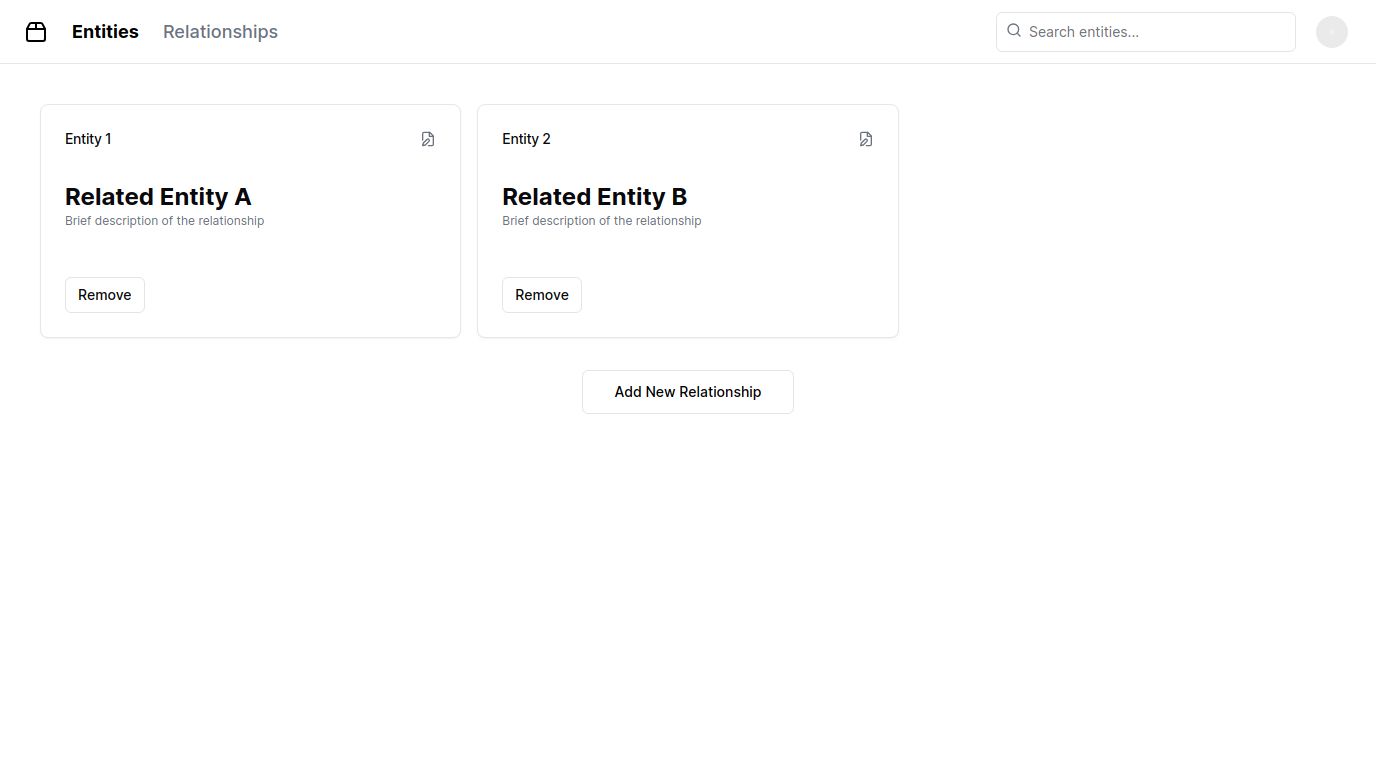 Entities Relationships
Search entities...
Entity 1
Related Entity A
Brief description of the relationship
Remove
Entity 2
Related Entity B
Brief description of the relationship
Remove
Add New Relationship